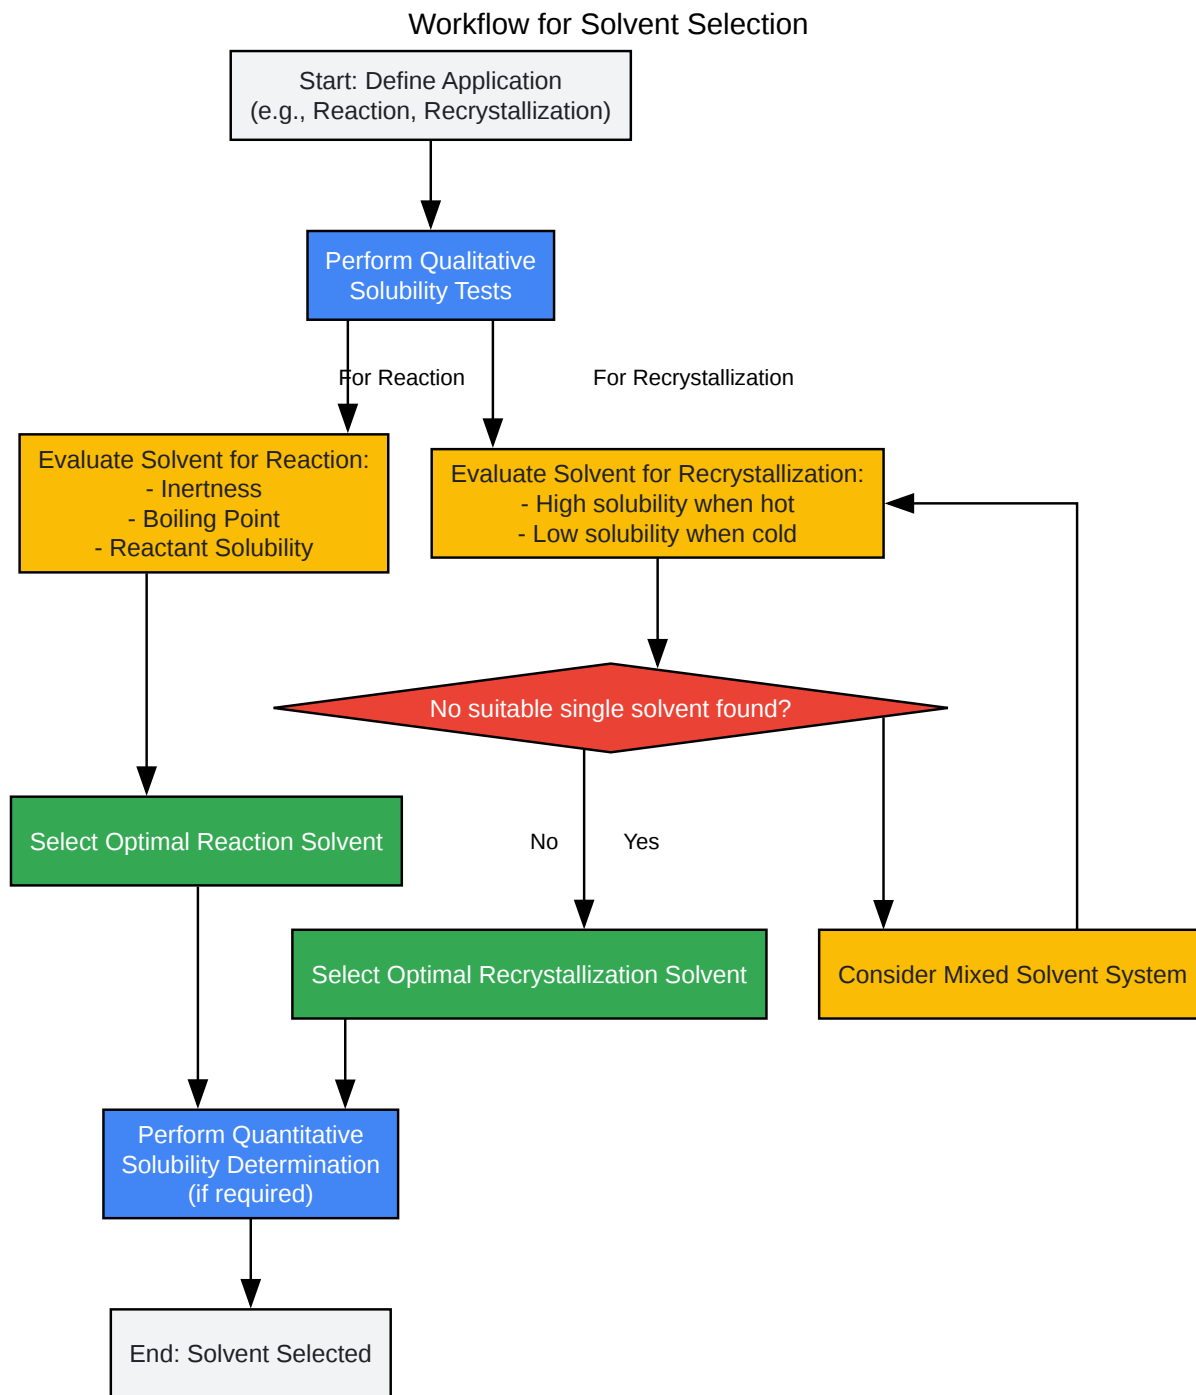 Workflow for Solvent Selection
Start: Define Application
(e.g., Reaction, Recrystallization)
Perform Qualitative
Solubility Tests
For Reaction
For Recrystallization
Evaluate Solvent for Reaction:
- Inertness
- Boiling Point
- Reactant Solubility
Evaluate Solvent for Recrystallization:
- High solubility when hot
- Low solubility when cold
No suitable single solvent found?
Select Optimal Reaction Solvent
No
Yes
Select Optimal Recrystallization Solvent
Consider Mixed Solvent System
Perform Quantitative
Solubility Determination
(if required)
End: Solvent Selected